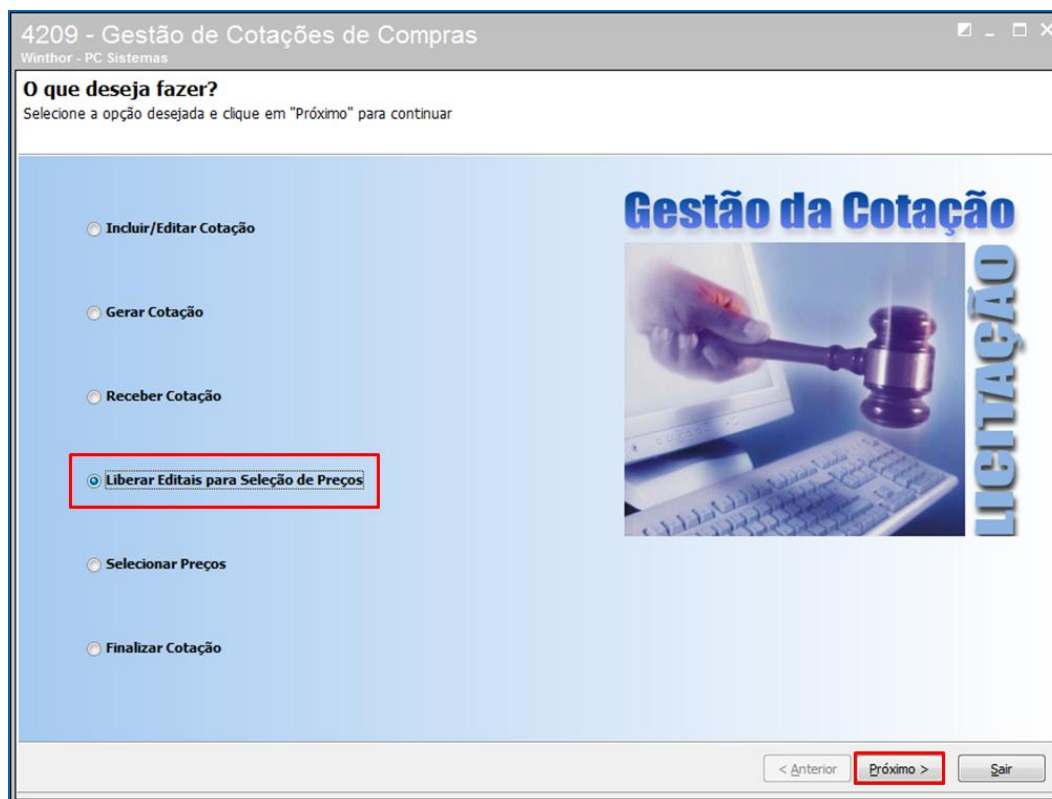 4209 - Gestão de Cotações de Compras
Winthor - PC Sistemas
O que deseja fazer?
Selecione a opção desejada e clique em "Próximo" para continuar
Incluir/Editar Cotação
Gerar Cotação
Receber Cotação
Liberar Editais para Seleção de Preços
Selecionar Preços
Finalizar Cotação
Gestão da Cotação
LICITAÇÃO
< Anterior
Próximo >
Sair